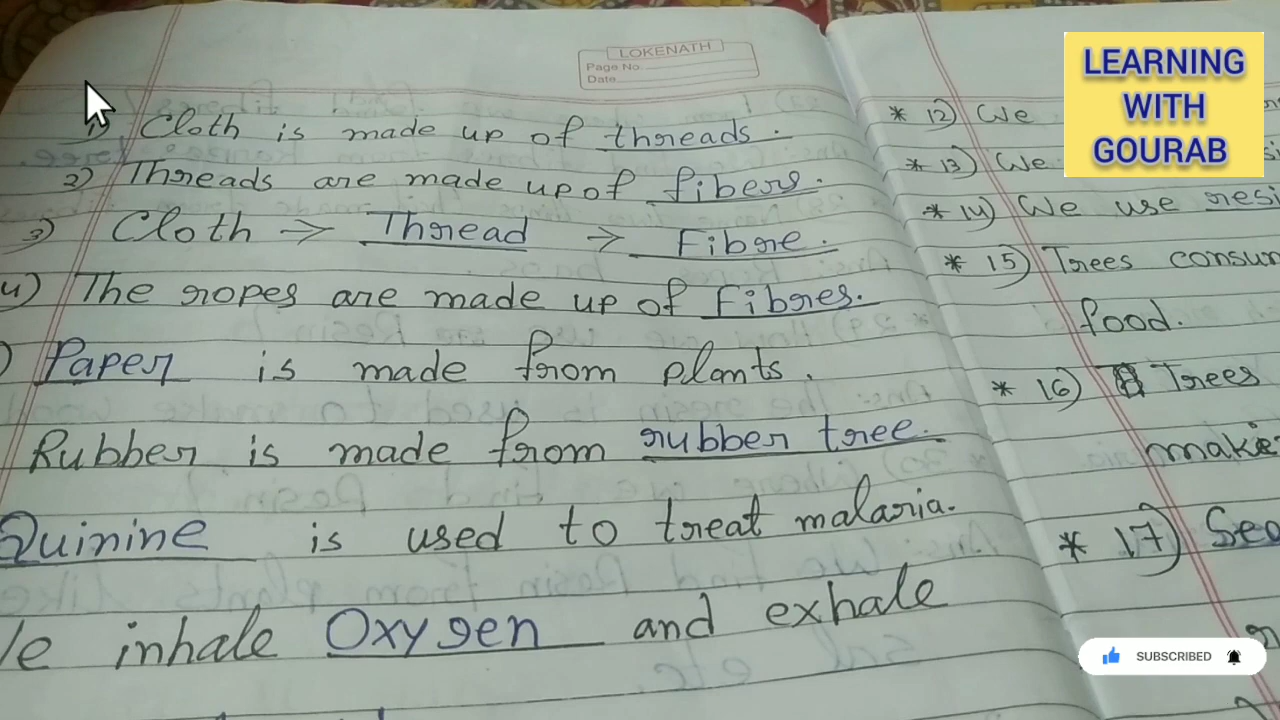 LOKENATH
Page No.
Date
1) Cloth is made up of threads.
2) Threads are made up of fibers.
3) Cloth → Thread → Fibre.
4) The ropes are made up of Fibres.
) Paper is made from plants.
Rubber is made from rubber tree.
Quinine is used to treat malaria.
le inhale Oxygen and exhale
* 12) We
* 13) We
* 14) We use resi
* 15) Trees consum
food.
* 16) Trees
make
* 17) Sea
LEARNING
WITH
GOURAB
SUBSCRIBED